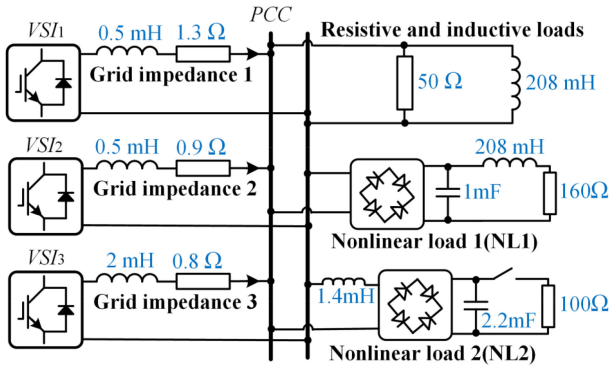 PCC
VSI1
0.5 mH
1.3 Ω
Grid impedance 1
Resistive and inductive loads
50 Ω
208 mH
VSI2
0.5 mH
0.9 Ω
Grid impedance 2
208 mH
1mF
160Ω
Nonlinear load 1(NL1)
VSI3
2 mH
0.8 Ω
Grid impedance 3
1.4mH
2.2mF
100Ω
Nonlinear load 2(NL2)